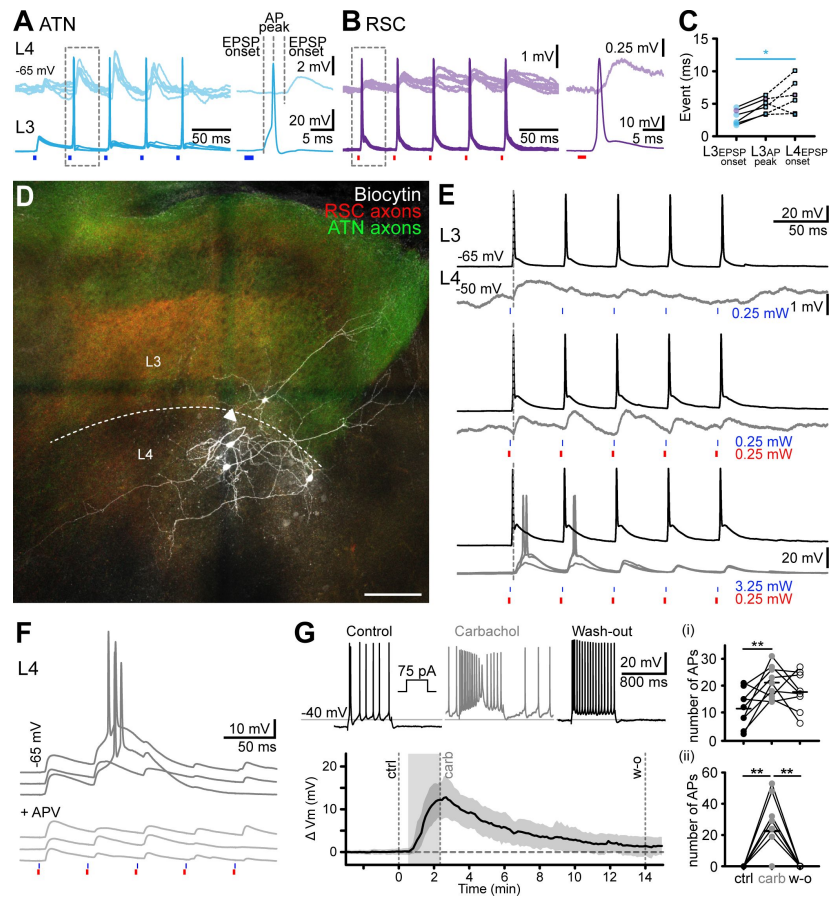 A ATN
L4
-65 mV
EPSP
onset
AP
peak
EPSP
onset
2 mV
L3
50 ms
20 mV
5 ms
B RSC
1 mV
0.25 mV
50 ms
10 mV
5 ms
C
Event (ms)
15
10
5
0
L3EPSP onset
L3AP peak
L4EPSP onset
*
D
Biocytin
RSC axons
ATN axons
L3
L4
E
L3
-65 mV
20 mV
50 ms
L4
-50 mV
0.25 mW
1 mV
0.25 mW
0.25 mW
20 mV
3.25 mW
0.25 mW
F
L4
-65 mV
10 mV
50 ms
+ APV
G
Control
Carbachol
Wash-out
75 pA
20 mV
800 ms
-40 mV
ctrl
carb
w-o
Δ Vm (mV)
20
10
0
0 2 4 6 8 10 12 14
Time (min)
(i)
**
number of APs
30
20
10
0
(ii)
** **
number of APs
60
40
20
0
ctrl carb w-o